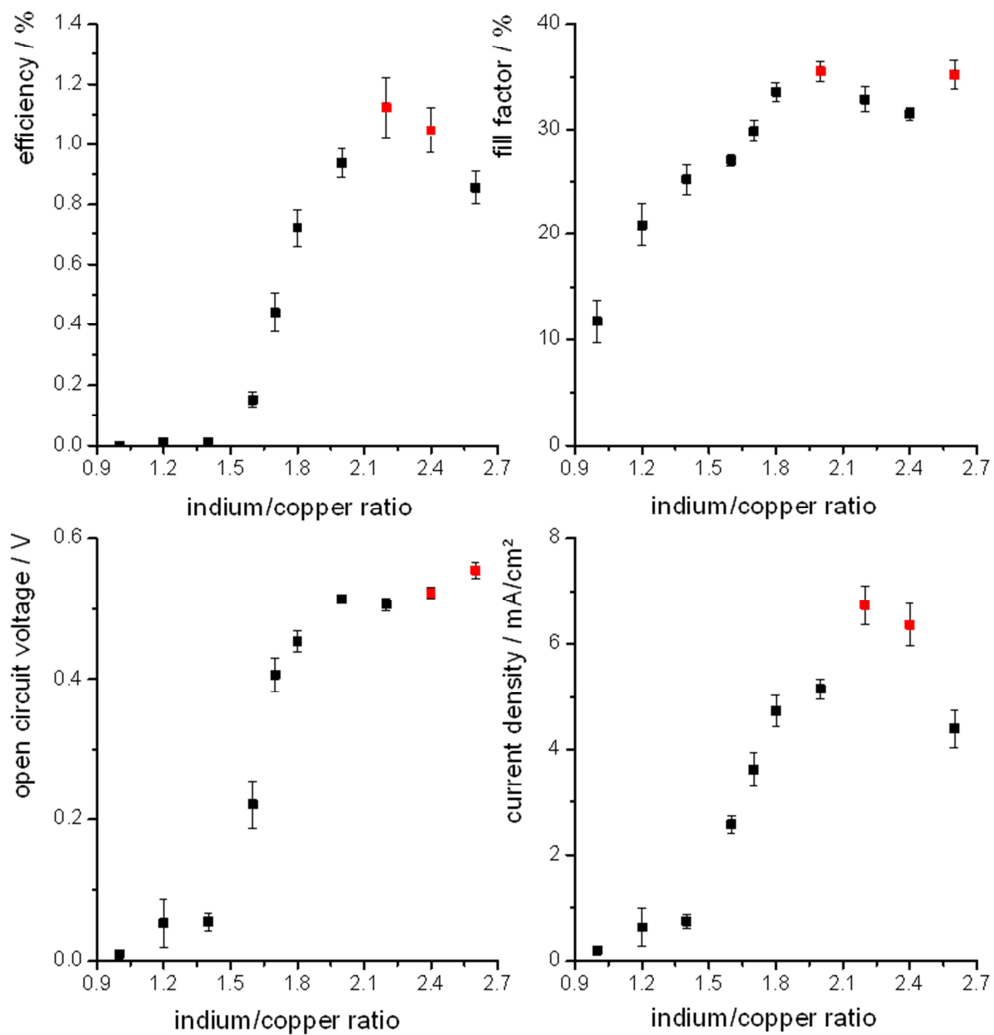 efficiency / %
1.4
1.2
1.0
0.8
0.6
0.4
0.2
0.0
0.9 1.2 1.5 1.8 2.1 2.4 2.7
indium/copper ratio
fill factor / %
40
30
20
10
0
0.9 1.2 1.5 1.8 2.1 2.4 2.7
indium/copper ratio
open circuit voltage / V
0.6
0.4
0.2
0.0
0.9 1.2 1.5 1.8 2.1 2.4 2.7
indium/copper ratio
current density / mA/cm²
8
6
4
2
0
0.9 1.2 1.5 1.8 2.1 2.4 2.7
indium/copper ratio